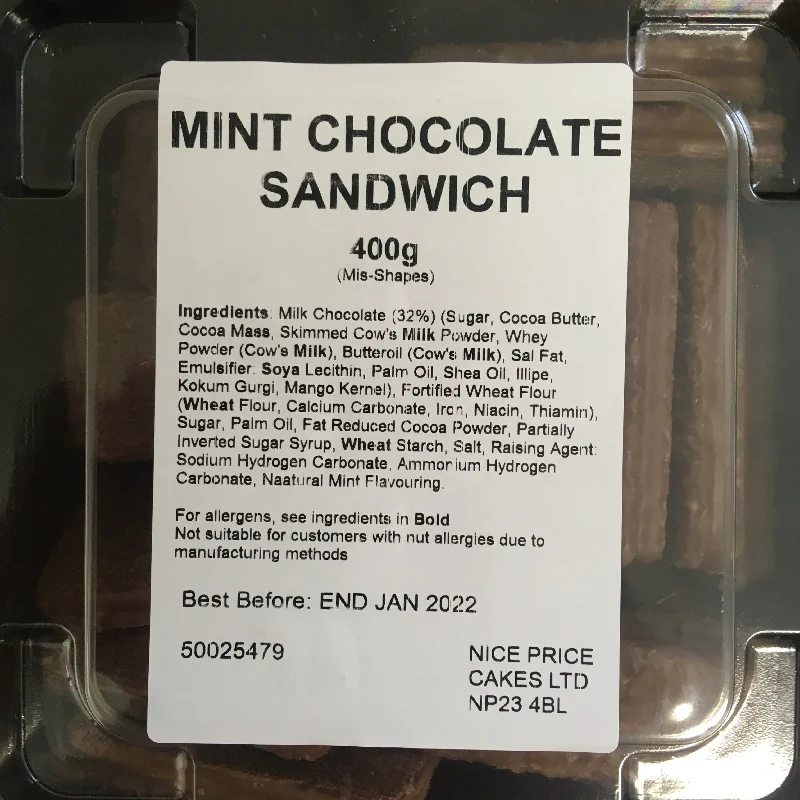 MINT CHOCOLATE
SANDWICH
400g
(Mis-Shapes)
Ingredients: Milk Chocolate (32%) (Sugar, Cocoa Butter,
Cocoa Mass, Skimmed Cow's Milk Powder, Whey
Powder (Cow's Milk), Butteroil (Cow's Milk), Sal Fat,
Emulsifier: Soya Lecithin, Palm Oil, Shea Oil, Illipe,
Kokum Gurgi, Mango Kernel), Fortified Wheat Flour
(Wheat Flour, Calcium Carbonate, Iron, Niacin, Thiamin),
Sugar, Palm Oil, Fat Reduced Cocoa Powder, Partially
Inverted Sugar Syrup, Wheat Starch, Salt, Raising Agent:
Sodium Hydrogen Carbonate, Ammonium Hydrogen
Carbonate, Naatural Mint Flavouring.
For allergens, see ingredients in Bold
Not suitable for customers with nut allergies due to
manufacturing methods
Best Before: END JAN 2022
50025479
NICE PRICE
CAKES LTD
NP23 4BL